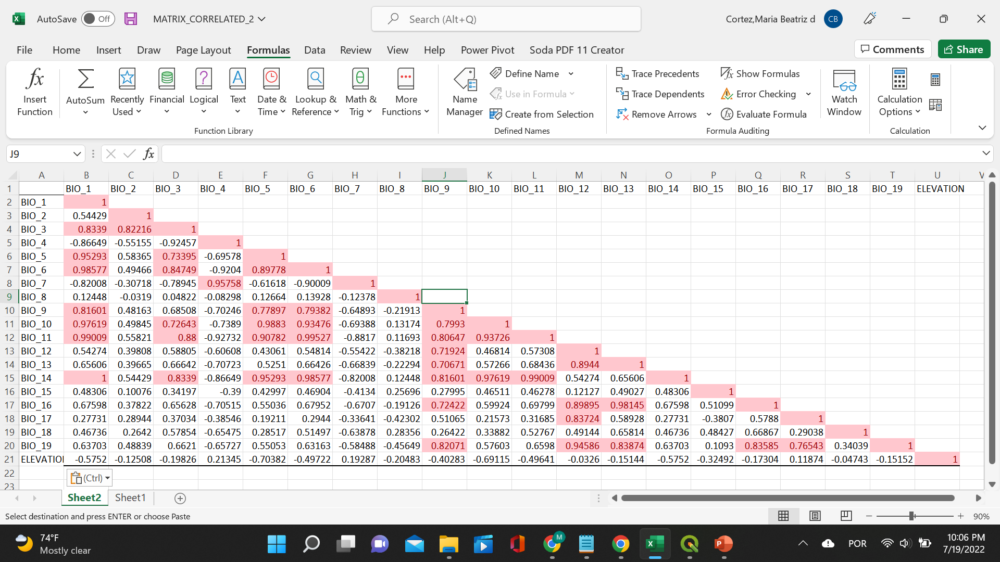 AutoSave Off MATRIX_CORRELATED_2 Search (Alt+Q) Cortez,Maria Beatriz d CB
File Home Insert Draw Page Layout Formulas Data Review View Help Power Pivot Soda PDF 11 Creator Comments Share
Insert Function AutoSum Recently Used Financial Logical Text Date & Time Lookup & Reference Math & Trig More Functions
Function Library
Name Manager Define Name Use in Formula Create from Selection
Defined Names
Trace Precedents Show Formulas
Trace Dependents Error Checking
Remove Arrows Evaluate Formula
Formula Auditing
Watch Window
Calculation Options
Calculation
J9 fx
A B C D E F G H I J K L M N O P Q R S T U V
1 BIO_1 BIO_2 BIO_3 BIO_4 BIO_5 BIO_6 BIO_7 BIO_8 BIO_9 BIO_10 BIO_11 BIO_12 BIO_13 BIO_14 BIO_15 BIO_16 BIO_17 BIO_18 BIO_19 ELEVATION
2 BIO_1 1
3 BIO_2 0.54429 1
4 BIO_3 0.8339 0.82216 1
5 BIO_4 -0.86649 -0.55155 -0.92457 1
6 BIO_5 0.95293 0.58365 0.73395 -0.69578 1
7 BIO_6 0.98577 0.49466 0.84749 -0.9204 0.89778 1
8 BIO_7 -0.82008 -0.30718 -0.78945 0.95758 -0.61618 -0.90009 1
9 BIO_8 0.12448 -0.0319 0.04822 -0.08298 0.12664 0.13928 -0.12378 1
10 BIO_9 0.81601 0.48163 0.68508 -0.70246 0.77897 0.79382 -0.64893 -0.21913 1
11 BIO_10 0.97619 0.49845 0.72643 -0.7389 0.9883 0.93476 -0.69388 0.13174 0.7993 1
12 BIO_11 0.99009 0.55821 0.88 -0.92732 0.90782 0.99527 -0.8817 0.11693 0.80647 0.93726 1
13 BIO_12 0.54274 0.39808 0.58805 -0.60608 0.43061 0.54814 -0.55422 -0.38218 0.71924 0.46814 0.57308 1
14 BIO_13 0.65606 0.39665 0.66642 -0.70723 0.5251 0.66426 -0.66839 -0.22294 0.70671 0.57266 0.68436 0.8944 1
15 BIO_14 1 0.54429 0.8339 -0.86649 0.95293 0.98577 -0.82008 0.12448 0.81601 0.97619 0.99009 0.54274 0.65606 1
16 BIO_15 0.48306 0.10076 0.34197 -0.39 0.42997 0.46904 -0.4134 0.25696 0.27995 0.46511 0.46278 0.12127 0.49027 0.48306 1
17 BIO_16 0.67598 0.37822 0.65628 -0.70515 0.55036 0.67952 -0.6707 -0.19126 0.72422 0.59924 0.69799 0.89895 0.98145 0.67598 0.51099 1
18 BIO_17 0.27731 0.28944 0.37034 -0.38546 0.19211 0.2944 -0.33641 -0.42302 0.51065 0.21573 0.31685 0.83724 0.58928 0.27731 -0.3807 0.5788 1
19 BIO_18 0.46736 0.2642 0.57854 -0.65475 0.28517 0.51497 -0.63878 0.28356 0.26422 0.33882 0.52767 0.49144 0.65814 0.46736 0.48427 0.66867 0.29038 1
20 BIO_19 0.63703 0.48839 0.6621 -0.65727 0.55053 0.63163 -0.58488 -0.45649 0.82071 0.57603 0.6598 0.94586 0.83874 0.63703 0.1093 0.83585 0.76543 0.34039 1
21 ELEVATIO -0.5752 -0.12508 -0.19826 0.21345 -0.70382 -0.49722 0.19287 -0.20483 -0.40283 -0.69115 -0.49641 -0.0326 -0.15144 -0.5752 -0.32492 -0.17304 0.11874 -0.04743 -0.15152 1
22 (Ctrl)
23
Sheet2 Sheet1
Select destination and press ENTER or choose Paste 90%
74°F
Mostly clear
M
POR
10:06 PM
7/19/2022